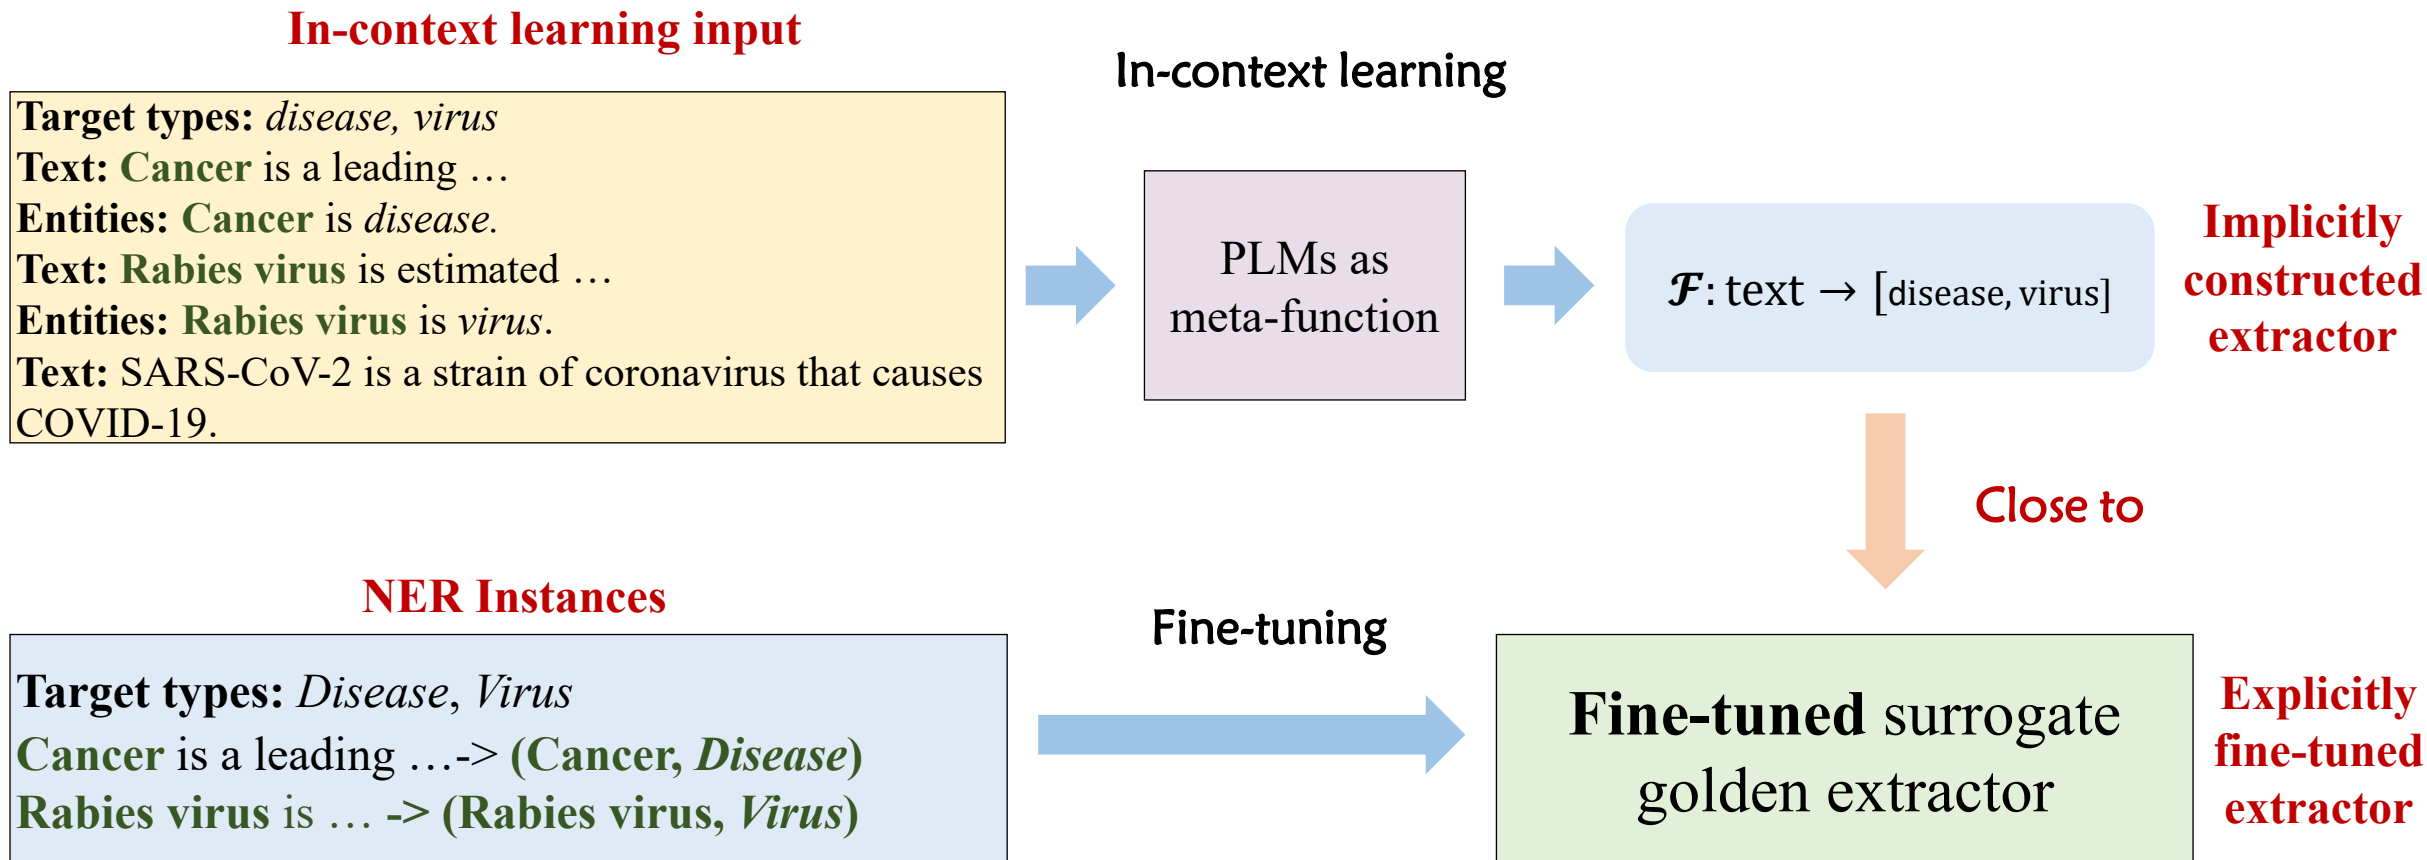 In-context learning input
Target types: disease, virus
Text: Cancer is a leading …
Entities: Cancer is disease.
Text: Rabies virus is estimated …
Entities: Rabies virus is virus.
Text: SARS-CoV-2 is a strain of coronavirus that causes
COVID-19.
In-context learning
PLMs as
meta-function
𝓕: text → [disease, virus]
Implicitly
constructed
extractor
Close to
NER Instances
Target types: Disease, Virus
Cancer is a leading …-> (Cancer, Disease)
Rabies virus is … -> (Rabies virus, Virus)
Fine-tuning
Fine-tuned surrogate
golden extractor
Explicitly
fine-tuned
extractor